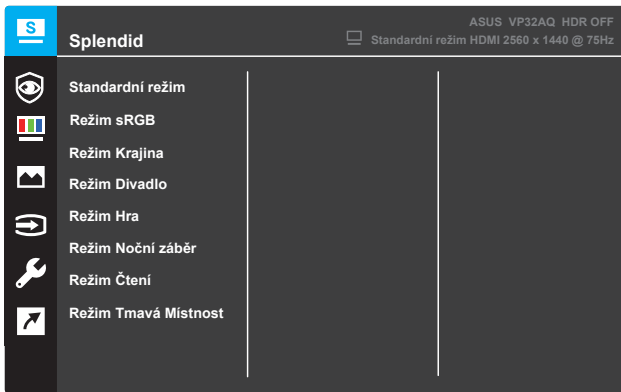 S
ASUS VP32AQ HDR OFF
Splendid
Standardní režim HDMI 2560 x 1440 @ 75Hz
Standardní režim
Režim sRGB
Režim Krajina
Režim Divadlo
Režim Hra
Režim Noční záběr
Režim Čtení
Režim Tmavá Místnost